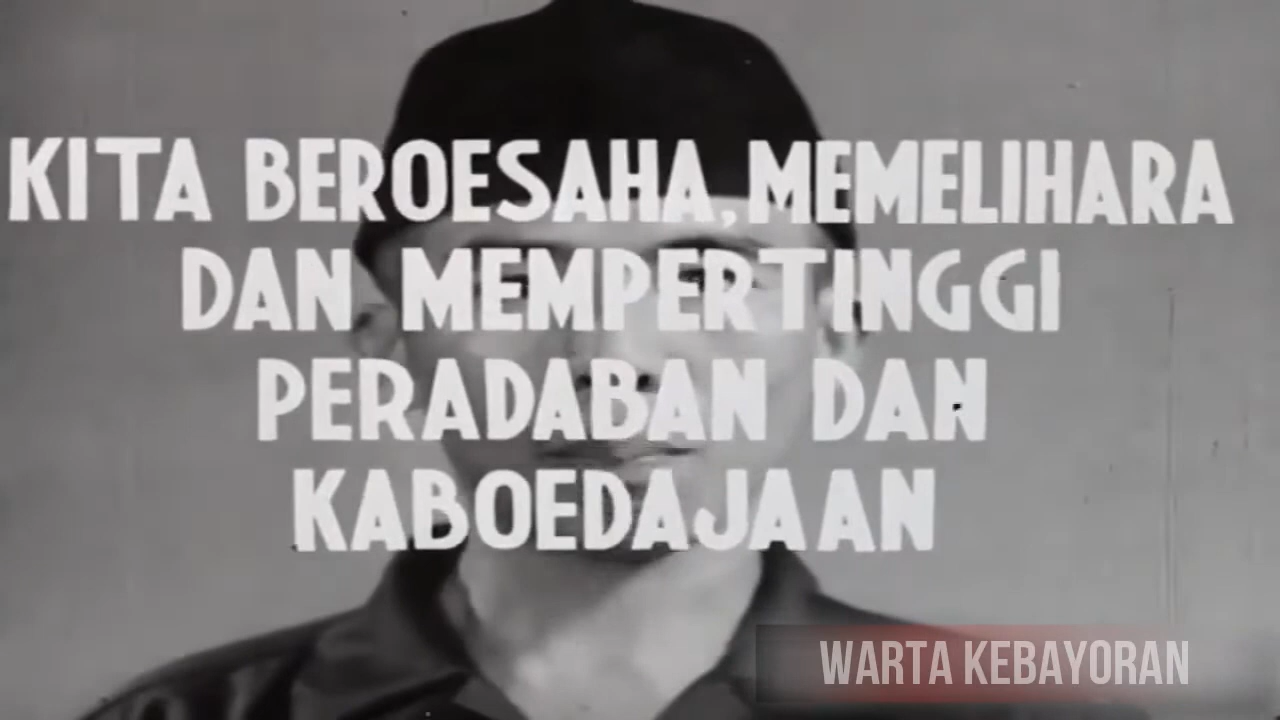 KITA BEROESAHA, MEMELIHARA
DAN MEMPERTINGGI
PERADABAN DAN
KABOEDAJAAN
WARTA KEBAYORAN